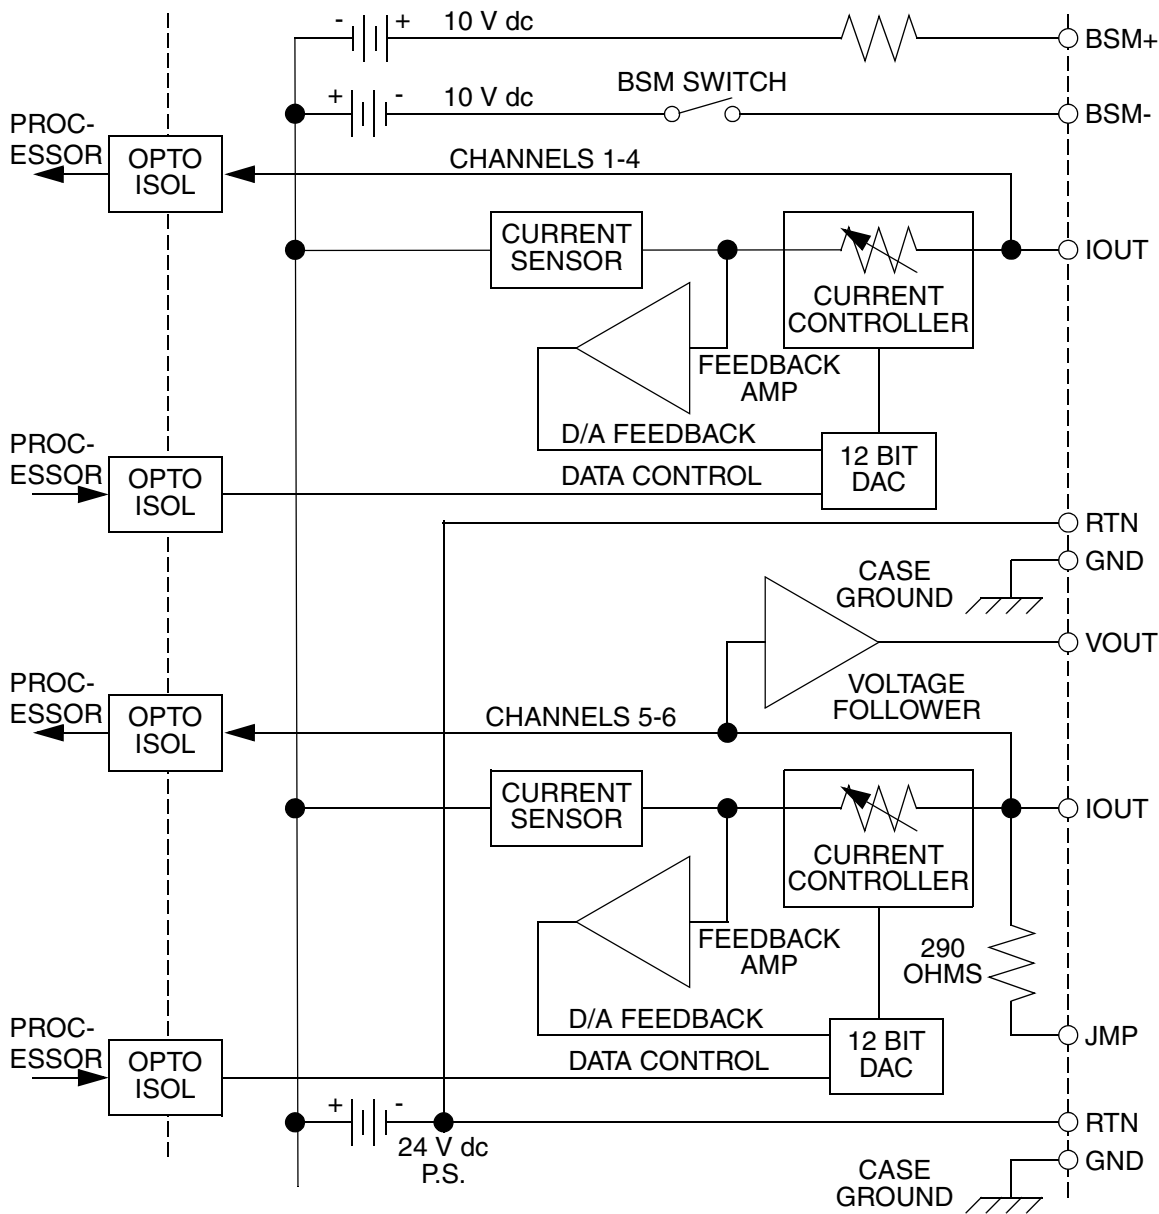 - + 10 V dc
BSM+
BSM SWITCH
+ - 10 V dc
BSM-
PROC-
ESSOR
OPTO
ISOL
CHANNELS 1-4
CURRENT
SENSOR
IOUT
CURRENT
CONTROLLER
FEEDBACK
AMP
D/A FEEDBACK
PROC-
ESSOR
OPTO
ISOL
DATA CONTROL
12 BIT
DAC
RTN
GND
CASE
GROUND
VOUT
VOLTAGE
FOLLOWER
PROC-
ESSOR
OPTO
ISOL
CHANNELS 5-6
CURRENT
SENSOR
IOUT
CURRENT
CONTROLLER
FEEDBACK
AMP
290
OHMS
D/A FEEDBACK
PROC-
ESSOR
OPTO
ISOL
DATA CONTROL
12 BIT
DAC
JMP
+ -
24 V dc
P.S.
RTN
GND
CASE
GROUND